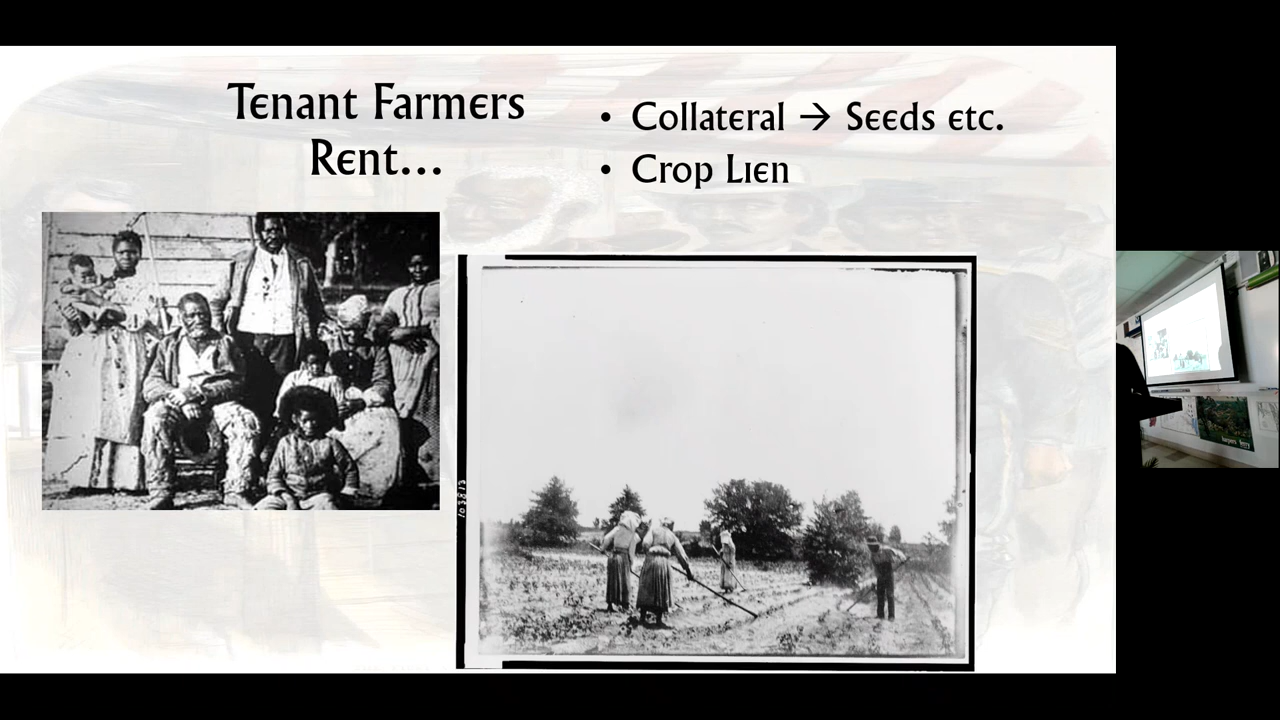 Tenant Farmers
Rent...
• Collateral → Seeds etc.
• Crop Lien